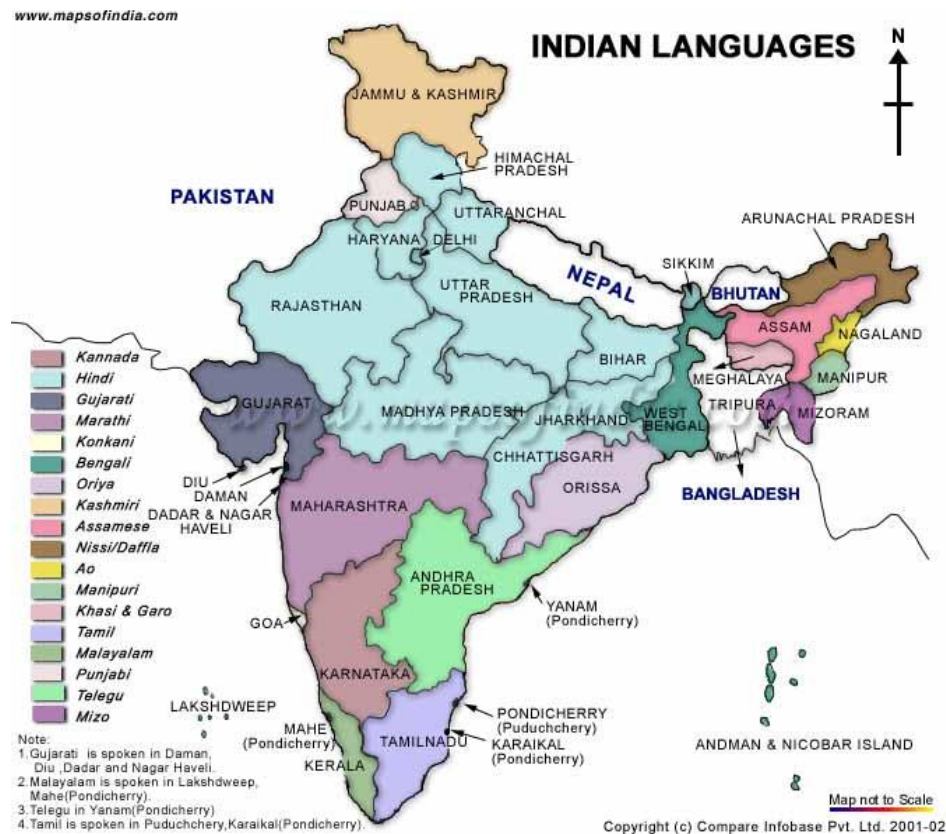 www.mapsofindia.com
INDIAN LANGUAGES
N
JAMMU & KASHMIR
HIMACHAL
PRADESH
PAKISTAN
PUNJAB
UTTARANCHAL
ARUNACHAL PRADESH
HARYANA
DELHI
SIKKIM
NEPAL
BHUTAN
UTTAR
PRADESH
RAJASTHAN
ASSAM
NAGALAND
BIHAR
MEGHALAYA
MANIPUR
GUJARAT
MADHYA PRADESH
JHARKHAND
WEST
BENGAL
TRIPURA
MIZORAM
CHHATTISGARH
DIU
DAMAN
DADAR & NAGAR
HAVELI
ORISSA
BANGLADESH
MAHARASHTRA
ANDHRA
PRADESH
YANAM
(Pondicherry)
GOA
KARNATAKA
LAKSHDWEEP
PONDICHERRY
(Puduchery)
MAHE
(Pondicherry)
TAMILNADU
KARAIKAL
(Pondicherry)
KERALA
ANDMAN & NICOBAR ISLAND
Kannada
Hindi
Gujarati
Marathi
Konkani
Bengali
Oriya
Kashmiri
Assamese
Nissi/Daffla
Ao
Manipuri
Khasi & Garo
Tamil
Malayalam
Punjabi
Telegu
Mizo
Note:
1.Gujarati is spoken in Daman,
Diu ,Dadar and Nagar Haveli.
2.Malayalam is spoken in Lakshdweep,
Mahe(Pondicherry).
3.Telegu in Yanam(Pondicherry)
4.Tamil is spoken in Puduchchery,Karaikal(Pondicherry).
Map not to Scale
Copyright (c) Compare Infobase Pvt. Ltd. 2001-02